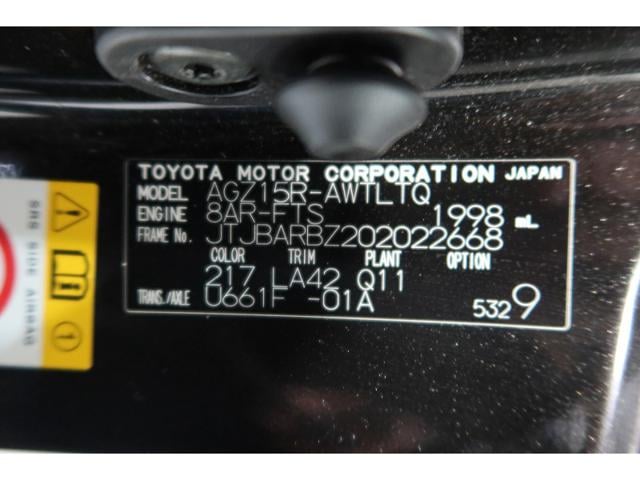 TOYOTA MOTOR CORPORATION JAPAN
MODEL AGZ15R-AWTLTQ
ENGINE 8AR-FTS 1998 mL
FRAME No. JTJBARBZ202022668
COLOR TRIM PLANT OPTION
217 LA42 Q11
TRANS./AXLE U661F -01A
5329
SRS SIDE AIRBAG
1